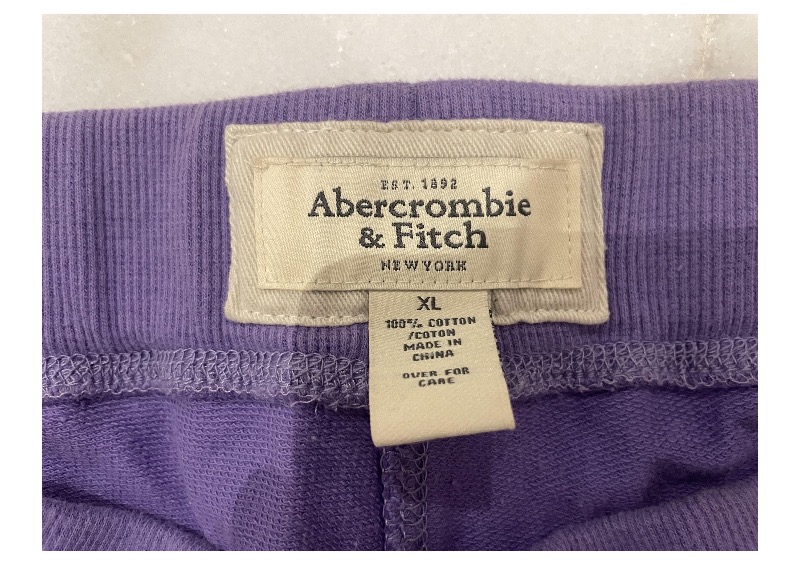 EST. 1892
Abercrombie
& Fitch
NEW YORK
XL
100% COTTON
/COTON
MADE IN
CHINA
OVER FOR
CARE